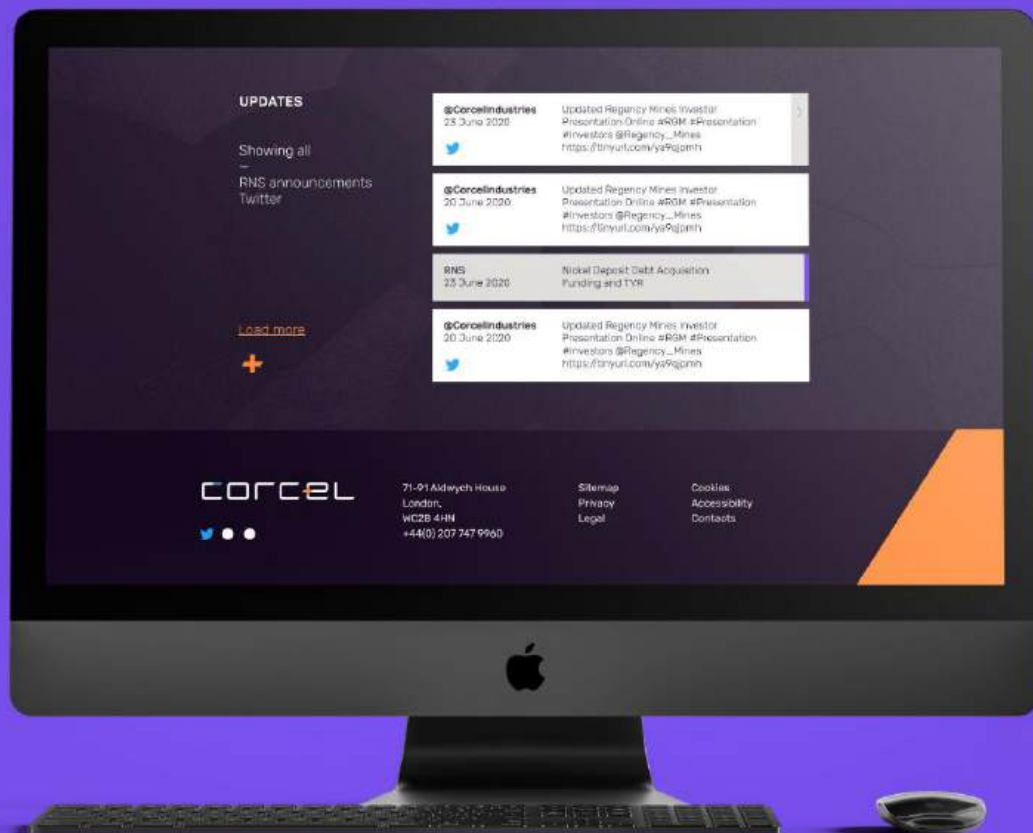 UPDATES
Showing all
RNS announcements
Twitter
Load more
@CorcelIndustries
23 June 2020
Updated Regency Mines Investor
Presentation Online #RGM #Presentation
#Investors @Regency_Mines
https://tinyurl.com/ya9qjpmh
@CorcelIndustries
20 June 2020
Updated Regency Mines Investor
Presentation Online #RGM #Presentation
#Investors @Regency_Mines
https://tinyurl.com/ya9qjpmh
RNS
23 June 2020
Nickel Deposit Debt Acquisition
Funding and TVR
@CorcelIndustries
20 June 2020
Updated Regency Mines Investor
Presentation Online #RGM #Presentation
#Investors @Regency_Mines
https://tinyurl.com/ya9qjpmh
corcel
71-91 Aldwych House
London,
WC2B 4HN
+44(0) 207 747 9960
Sitemap
Privacy
Legal
Cookies
Accessibility
Contacts